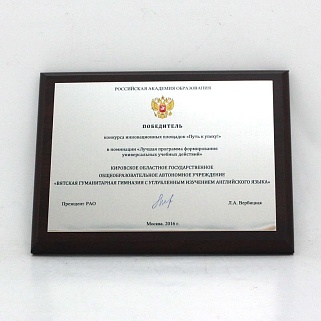 РОССИЙСКАЯ АКАДЕМИЯ ОБРАЗОВАНИЯ
ПОБЕДИТЕЛЬ
конкурса инновационных площадок «Путь к успеху!»
в номинации «Лучшая программа формирования
универсальных учебных действий»
КИРОВСКОЕ ОБЛАСТНОЕ ГОСУДАРСТВЕННОЕ
ОБЩЕОБРАЗОВАТЕЛЬНОЕ АВТОНОМНОЕ УЧРЕЖДЕНИЕ
«ВЯТСКАЯ ГУМАНИТАРНАЯ ГИМНАЗИЯ С УГЛУБЛЕННЫМ ИЗУЧЕНИЕМ АНГЛИЙСКОГО ЯЗЫКА»
Президент РАО Л.А. Вербицкая
Москва, 2016 г.